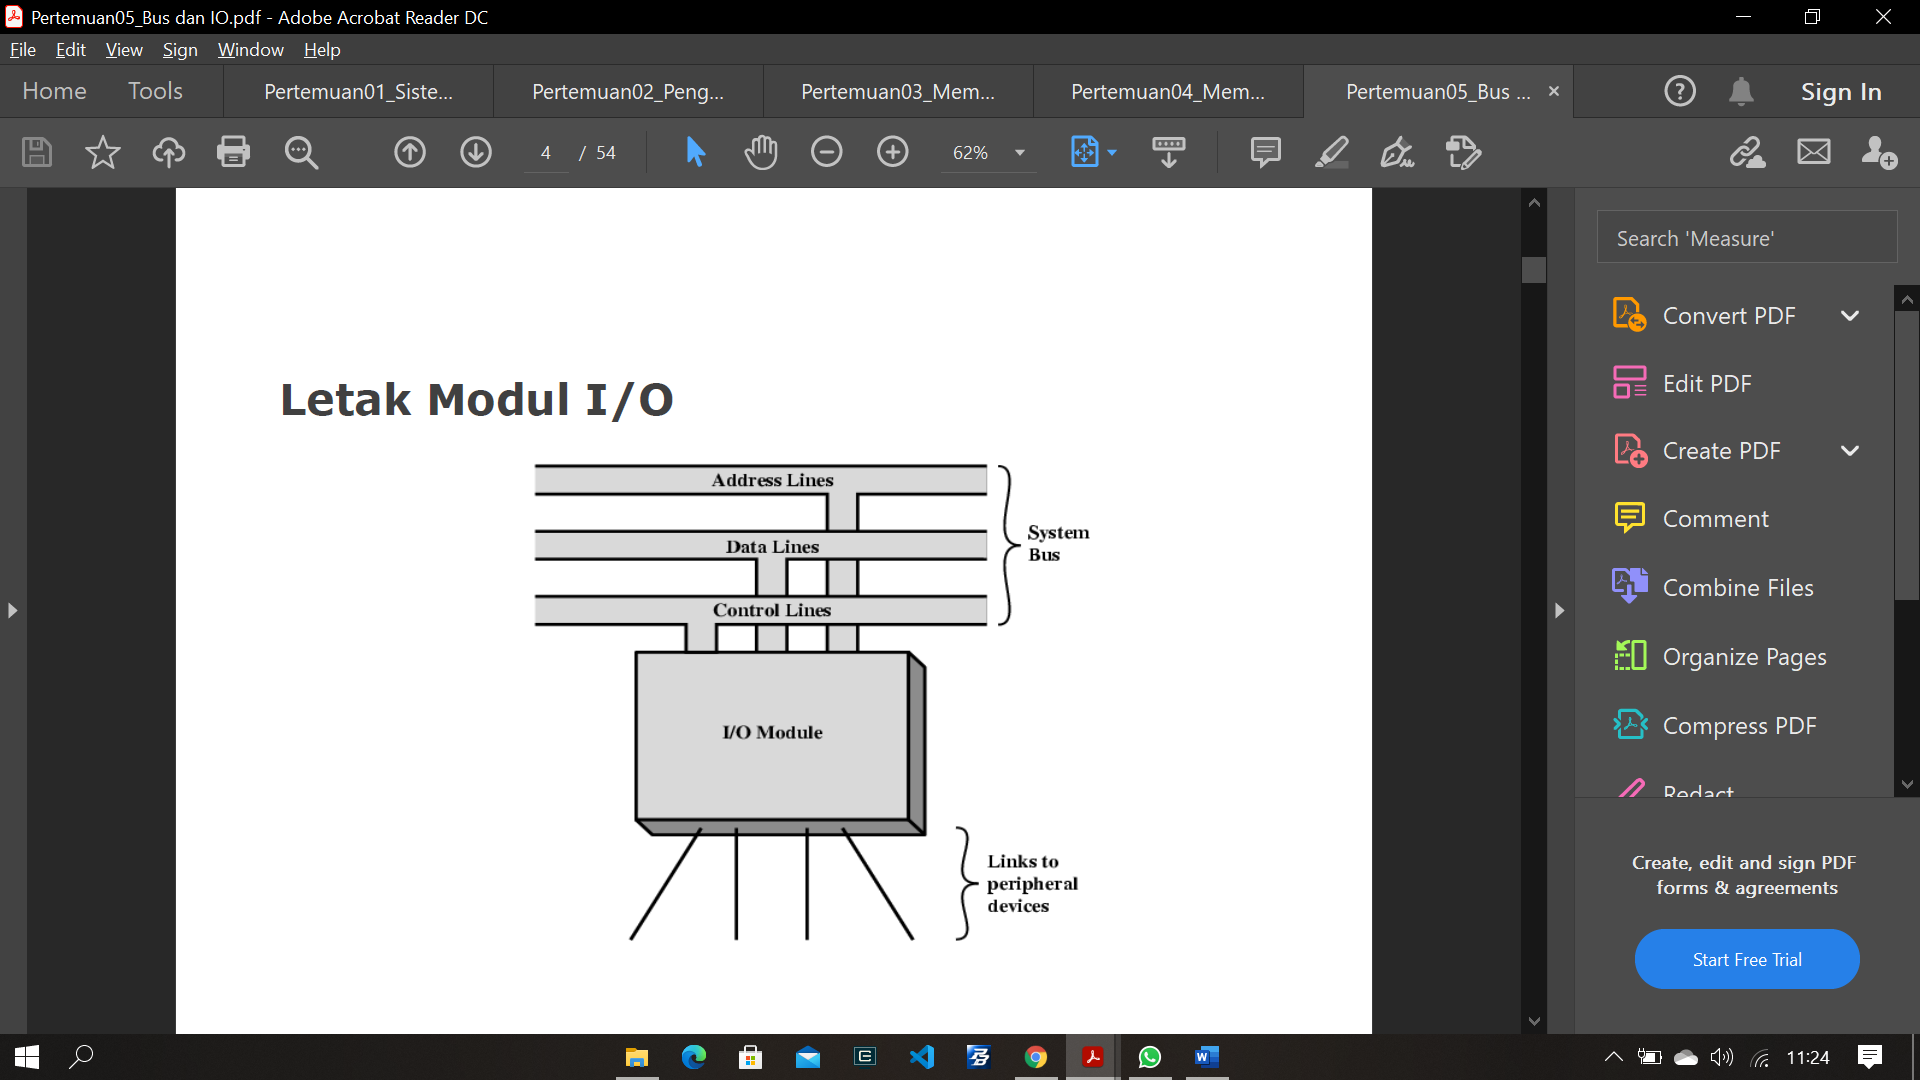 Pertemuan05_Bus dan IO.pdf - Adobe Acrobat Reader DC
File Edit View Sign Window Help
Home Tools Pertemuan01_Siste... Pertemuan02_Peng... Pertemuan03_Mem... Pertemuan04_Mem... Pertemuan05_Bus ... Sign In
4 / 54 62%
Letak Modul I/O
Address Lines
Data Lines
Control Lines
System
Bus
I/O Module
Links to
peripheral
devices
Search 'Measure'
Convert PDF
Edit PDF
Create PDF
Comment
Combine Files
Organize Pages
Compress PDF
Redact
Create, edit and sign PDF
forms & agreements
Start Free Trial
11:24